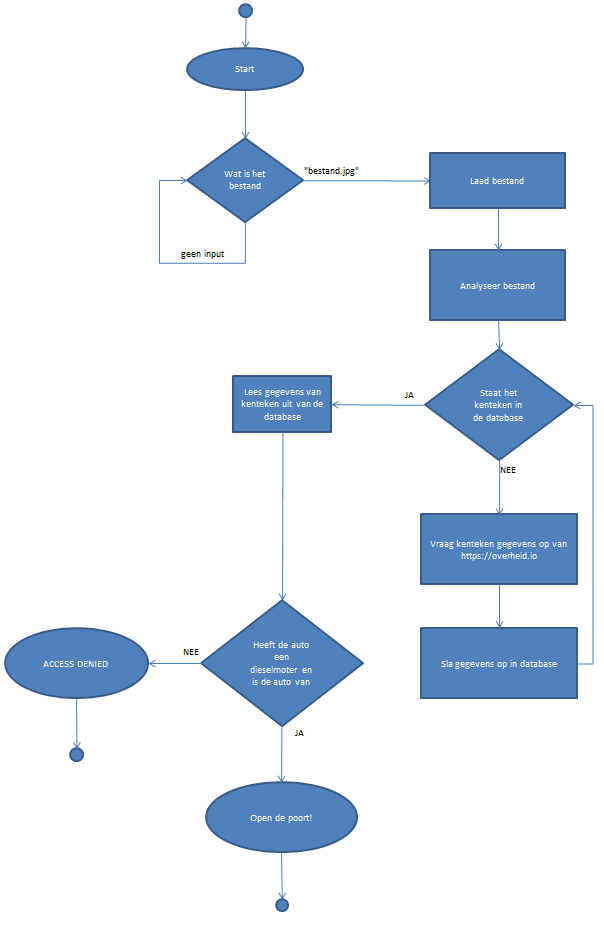 Start
Wat is het
bestand
"bestand.jpg"
geen input
Laad bestand
Analyseer bestand
Staat het
kenteken in
de database
JA
Lees gegevens van
kenteken uit van de
database
NEE
Vraag kenteken gegevens op van
https://overheid.io
Sla gegevens op in database
Heeft de auto
een
dieselmoter en
is de auto van
NEE
ACCESS DENIED
JA
Open de poort!